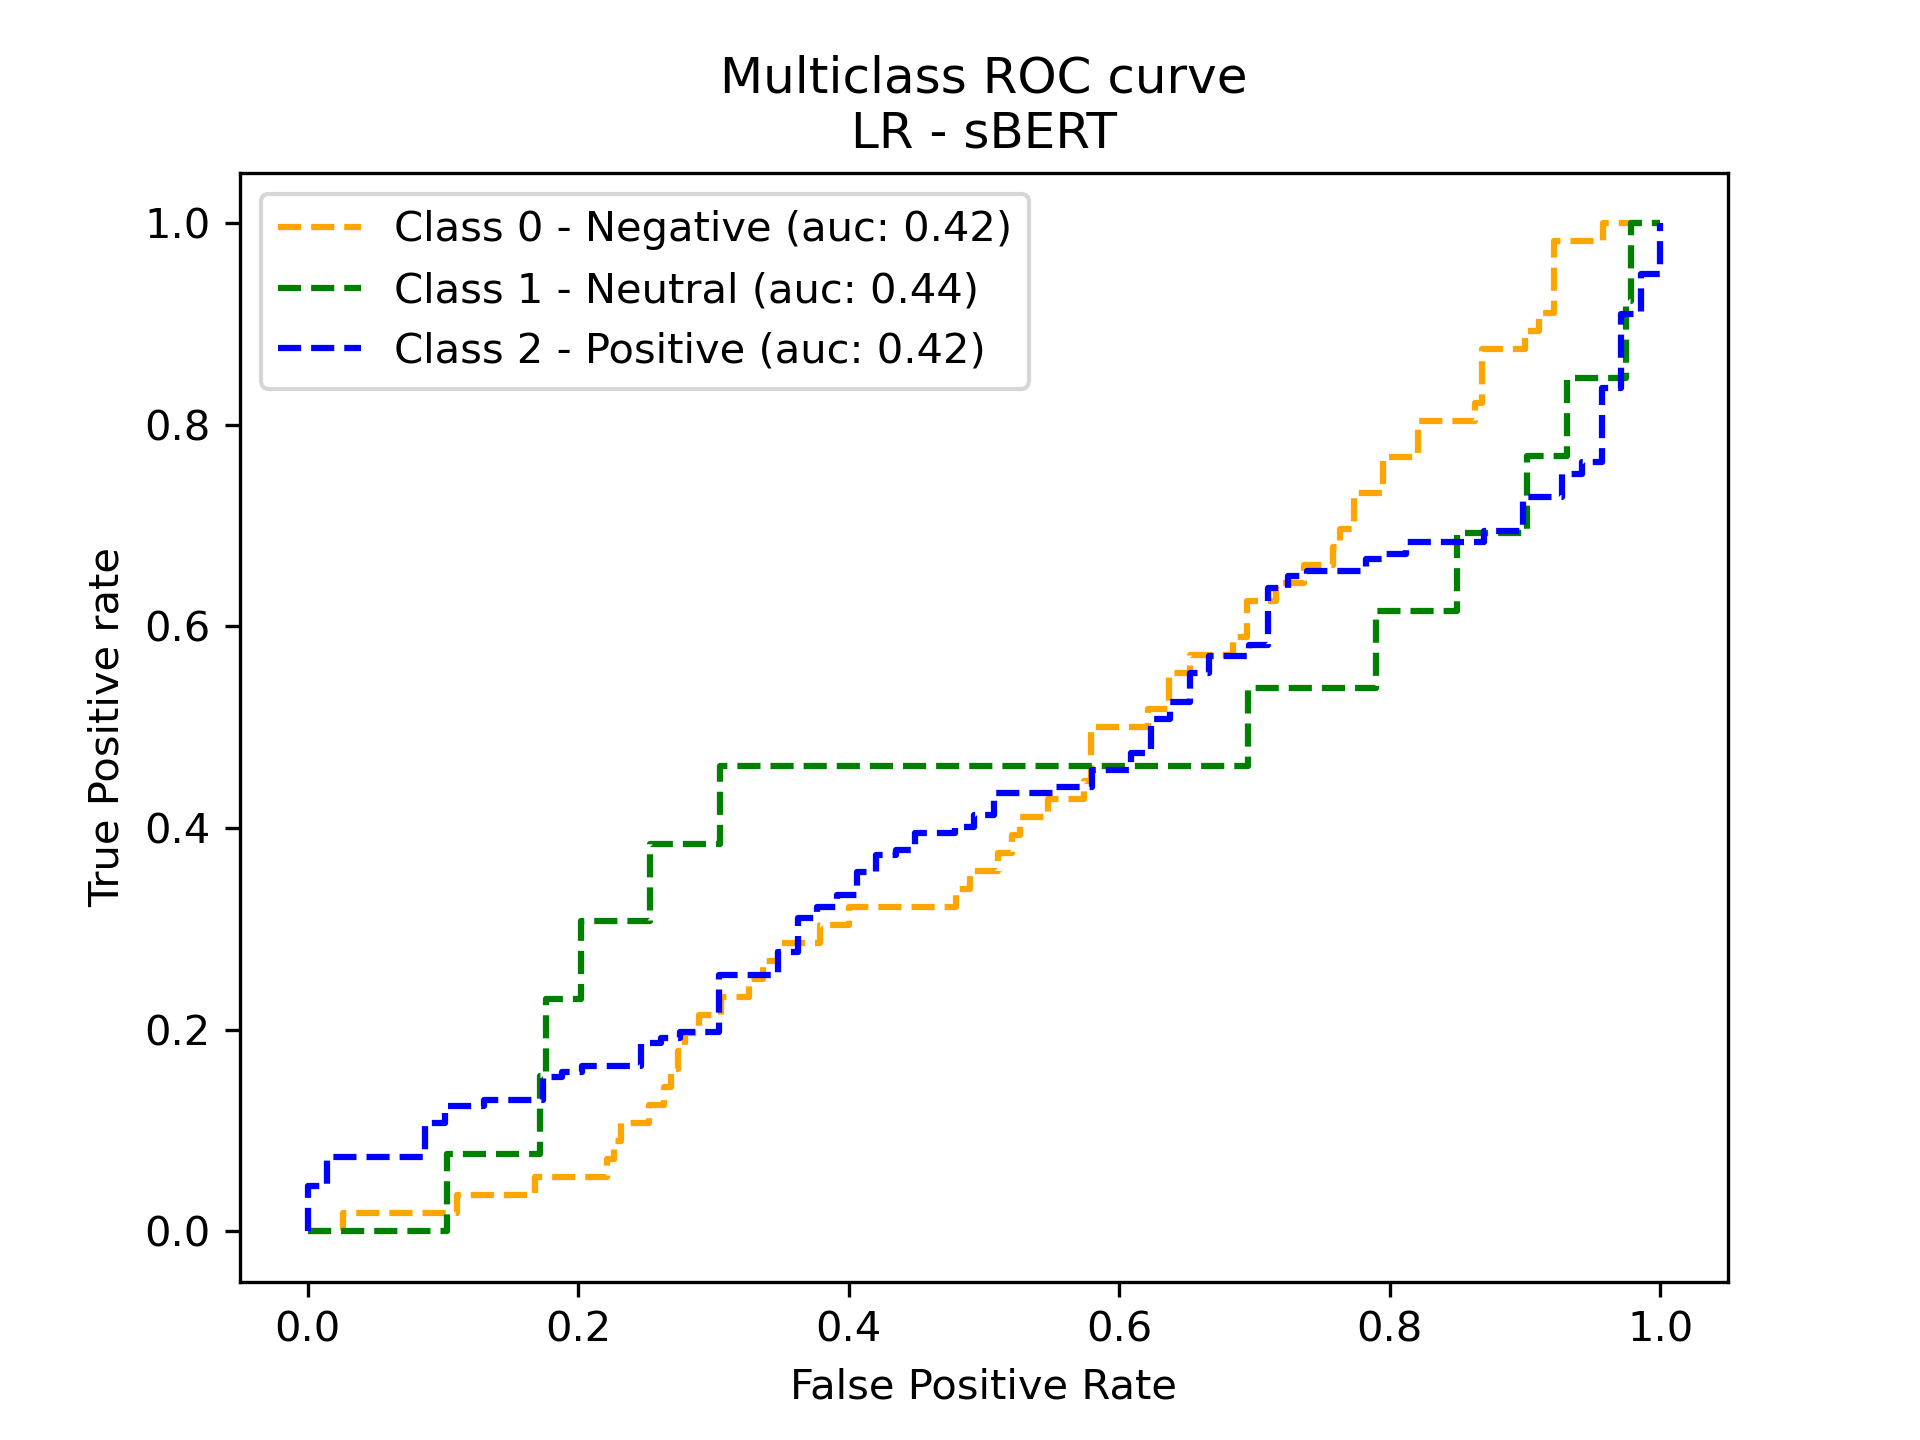 Multiclass ROC curve
LR - sBERT
Class 0 - Negative (auc: 0.42)
Class 1 - Neutral (auc: 0.44)
Class 2 - Positive (auc: 0.42)
True Positive rate
1.0
0.8
0.6
0.4
0.2
0.0
0.0 0.2 0.4 0.6 0.8 1.0
False Positive Rate